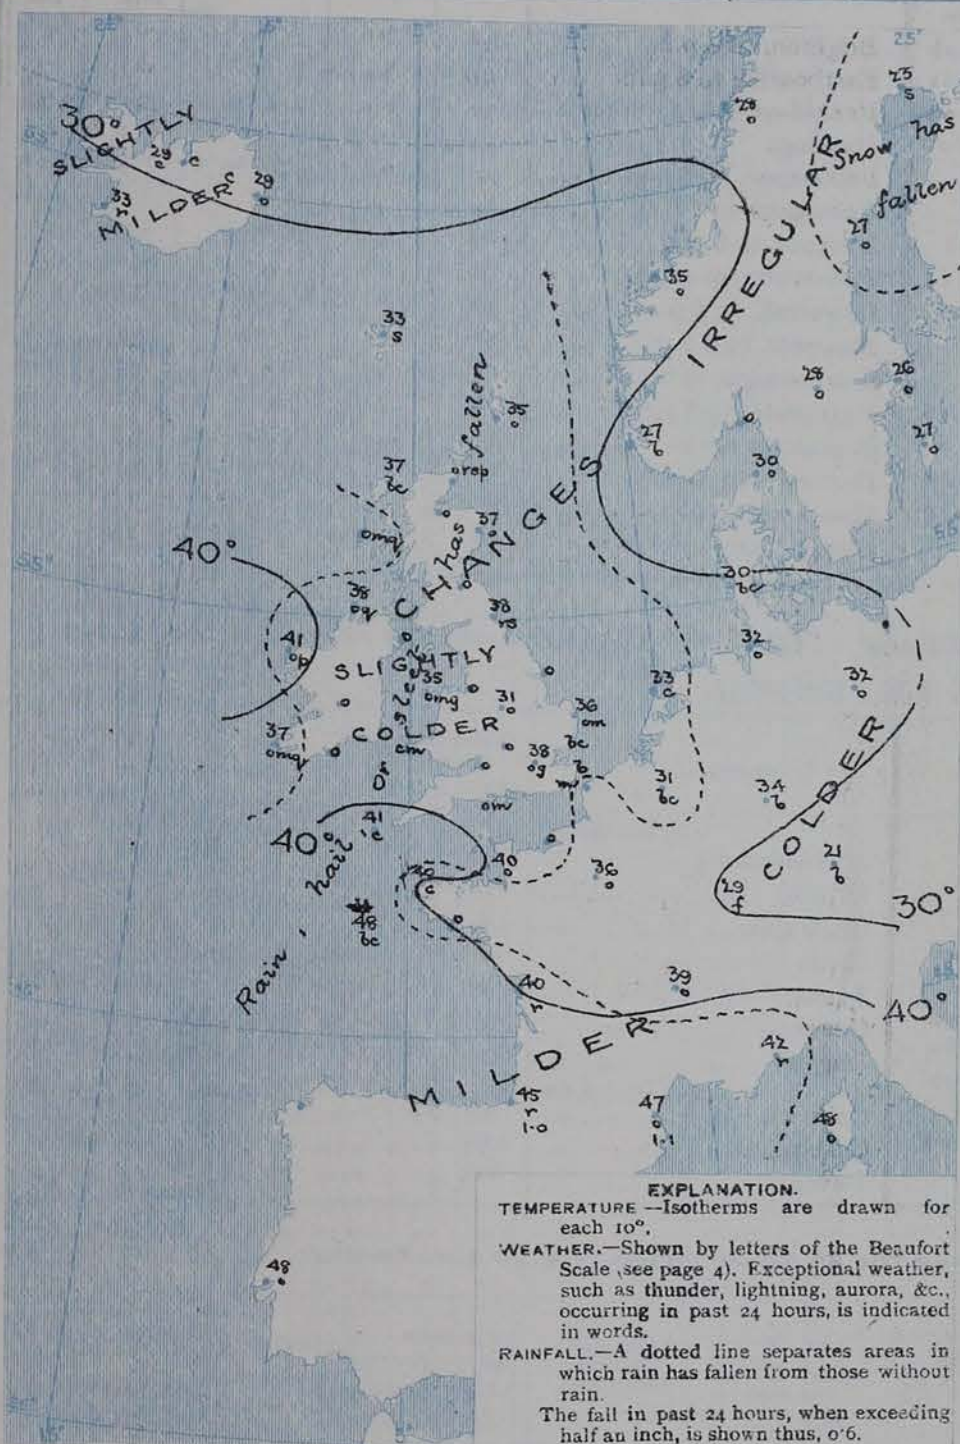 25°
30°
SLIGHTLY
MILDER
29
c
c
33
r
29
o
28
o
23
s
Snow has
fallen
27
o
IRREGULAR
CHANGES
35
o
33
s
35
o
28
o
26
o
27
o
27
b
30
o
37
bc
orsp
omq
37
o
Sleet has fallen
40°
55°
55°
38
oq
38
rs
41
p
30
bc
32
o
SLIGHTLY
COLDER
35
omq
31
o
33
c
32
o
37
omq
om
36
om
bc
b
m
38
og
om
31
bc
34
b
COLDER
21
b
29
f
30°
40°
41
c
40
c
40
o
36
o
Rain, hail
48
bc
40
r
39
o
40°
MILDER
42
r
45
r
1·0
47
o
1·1
48
o
48
o
EXPLANATION.
TEMPERATURE —Isotherms are drawn for
each 10°.
WEATHER.—Shown by letters of the Beaufort
Scale (see page 4). Exceptional weather,
such as thunder, lightning, aurora, &c.,
occurring in past 24 hours, is indicated
in words.
RAINFALL.—A dotted line separates areas in
which rain has fallen from those without
rain.
The fall in past 24 hours, when exceeding
half an inch, is shown thus, 0·6.